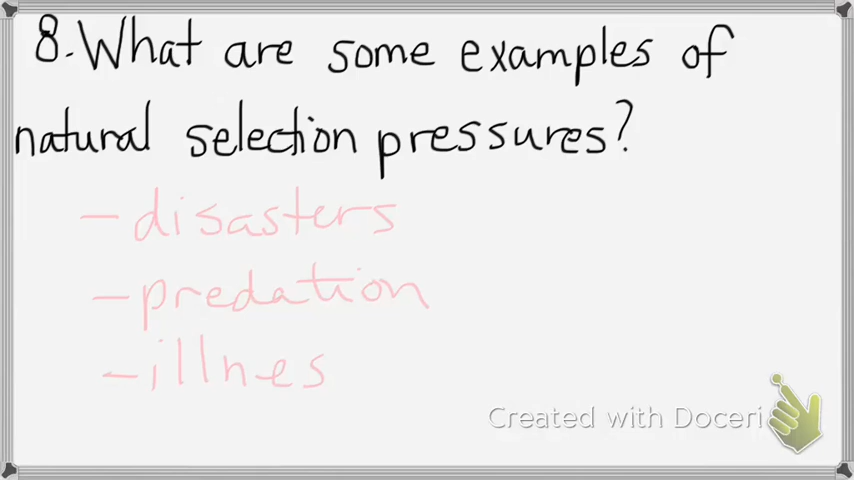 8. What are some examples of
natural selection pressures?
- disasters
- predation
- illnes
Created with Doceri